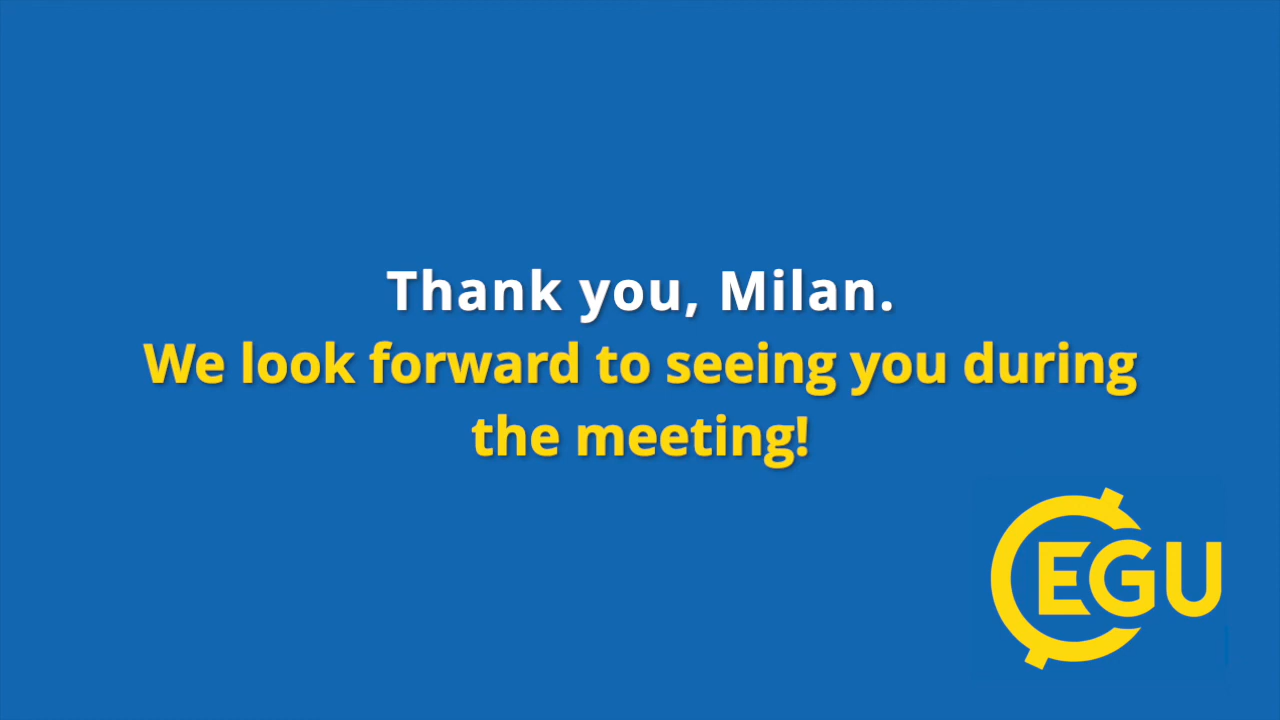 Thank you, Milan.
We look forward to seeing you during
the meeting!
EGU